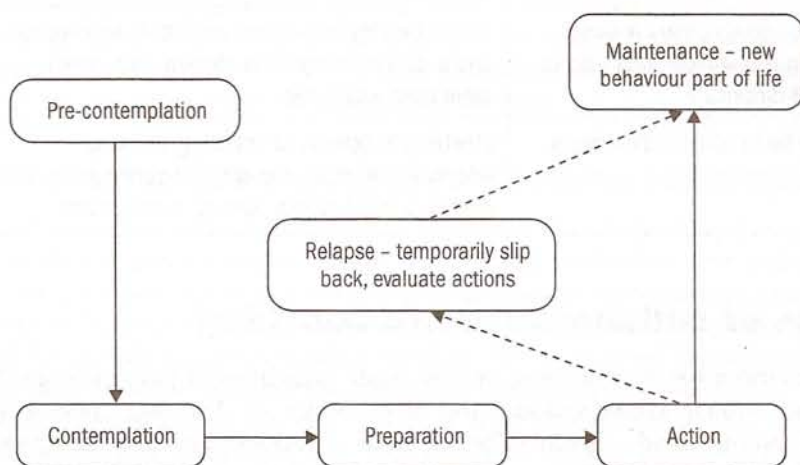 Maintenance – new
behaviour part of life
Pre-contemplation
Relapse – temporarily slip
back, evaluate actions
Contemplation
Preparation
Action